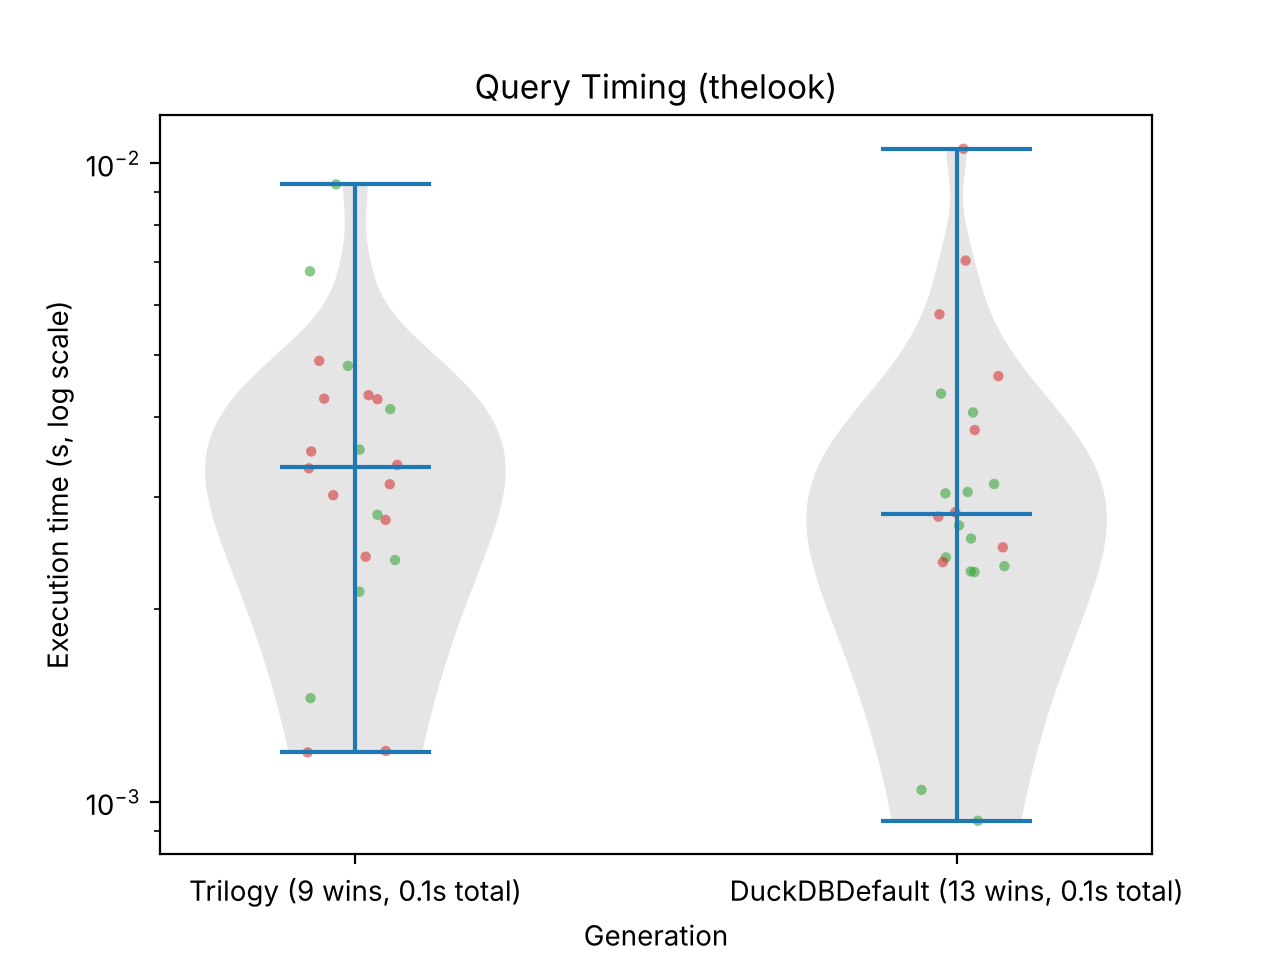 Query Timing (thelook)
10⁻²
10⁻³
Execution time (s, log scale)
Trilogy (9 wins, 0.1s total)
DuckDBDefault (13 wins, 0.1s total)
Generation